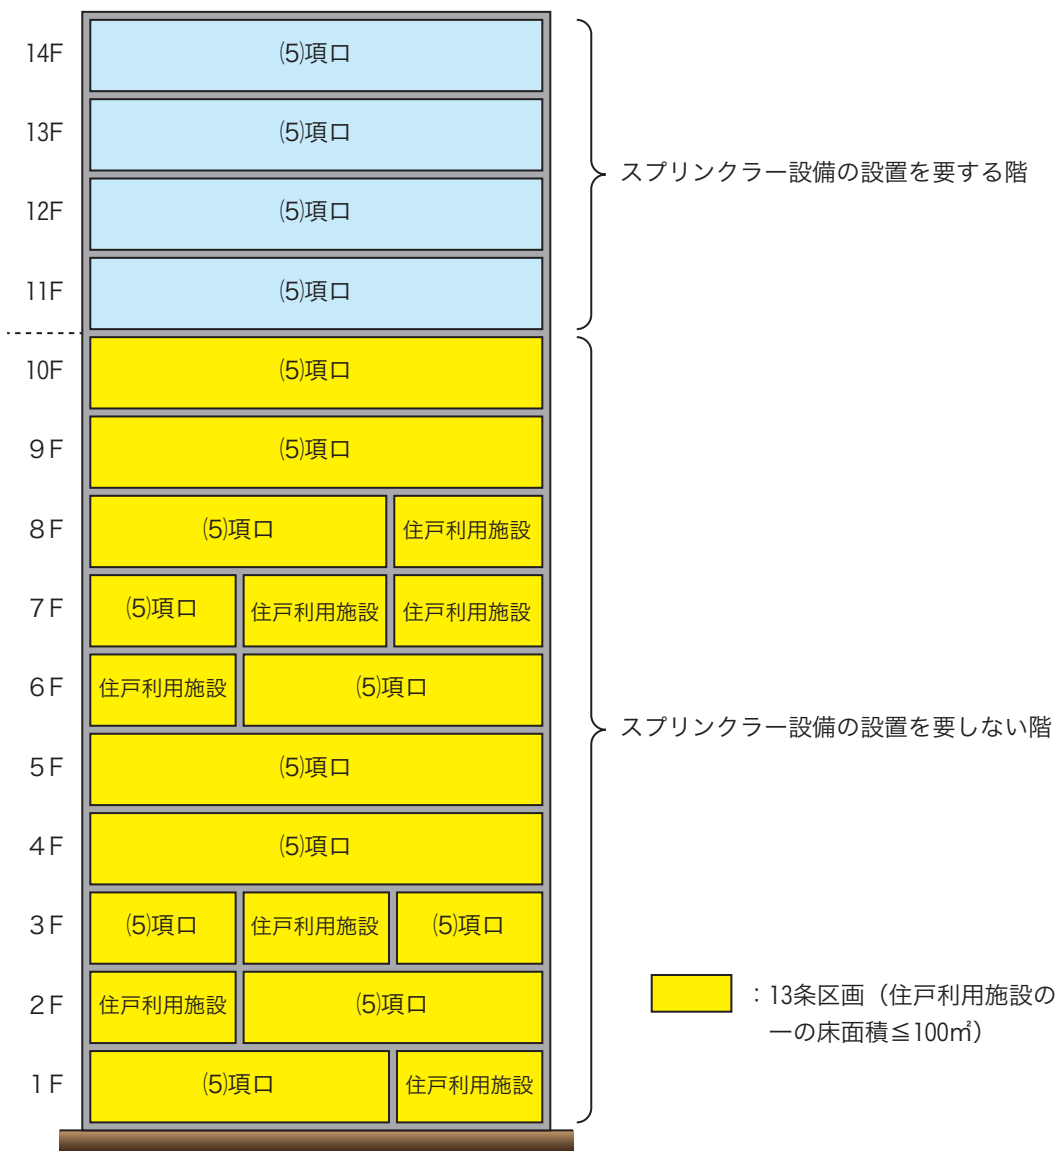 14F ⑸項ロ
13F ⑸項ロ
スプリンクラー設備の設置を要する階
12F ⑸項ロ
11F ⑸項ロ
10F ⑸項ロ
9F ⑸項ロ
8F ⑸項ロ 住戸利用施設
7F ⑸項ロ 住戸利用施設 住戸利用施設
6F 住戸利用施設 ⑸項ロ
スプリンクラー設備の設置を要しない階
5F ⑸項ロ
4F ⑸項ロ
3F ⑸項ロ 住戸利用施設 ⑸項ロ
2F 住戸利用施設 ⑸項ロ
1F ⑸項ロ 住戸利用施設
:13条区画(住戸利用施設の
一の床面積≦100㎡)